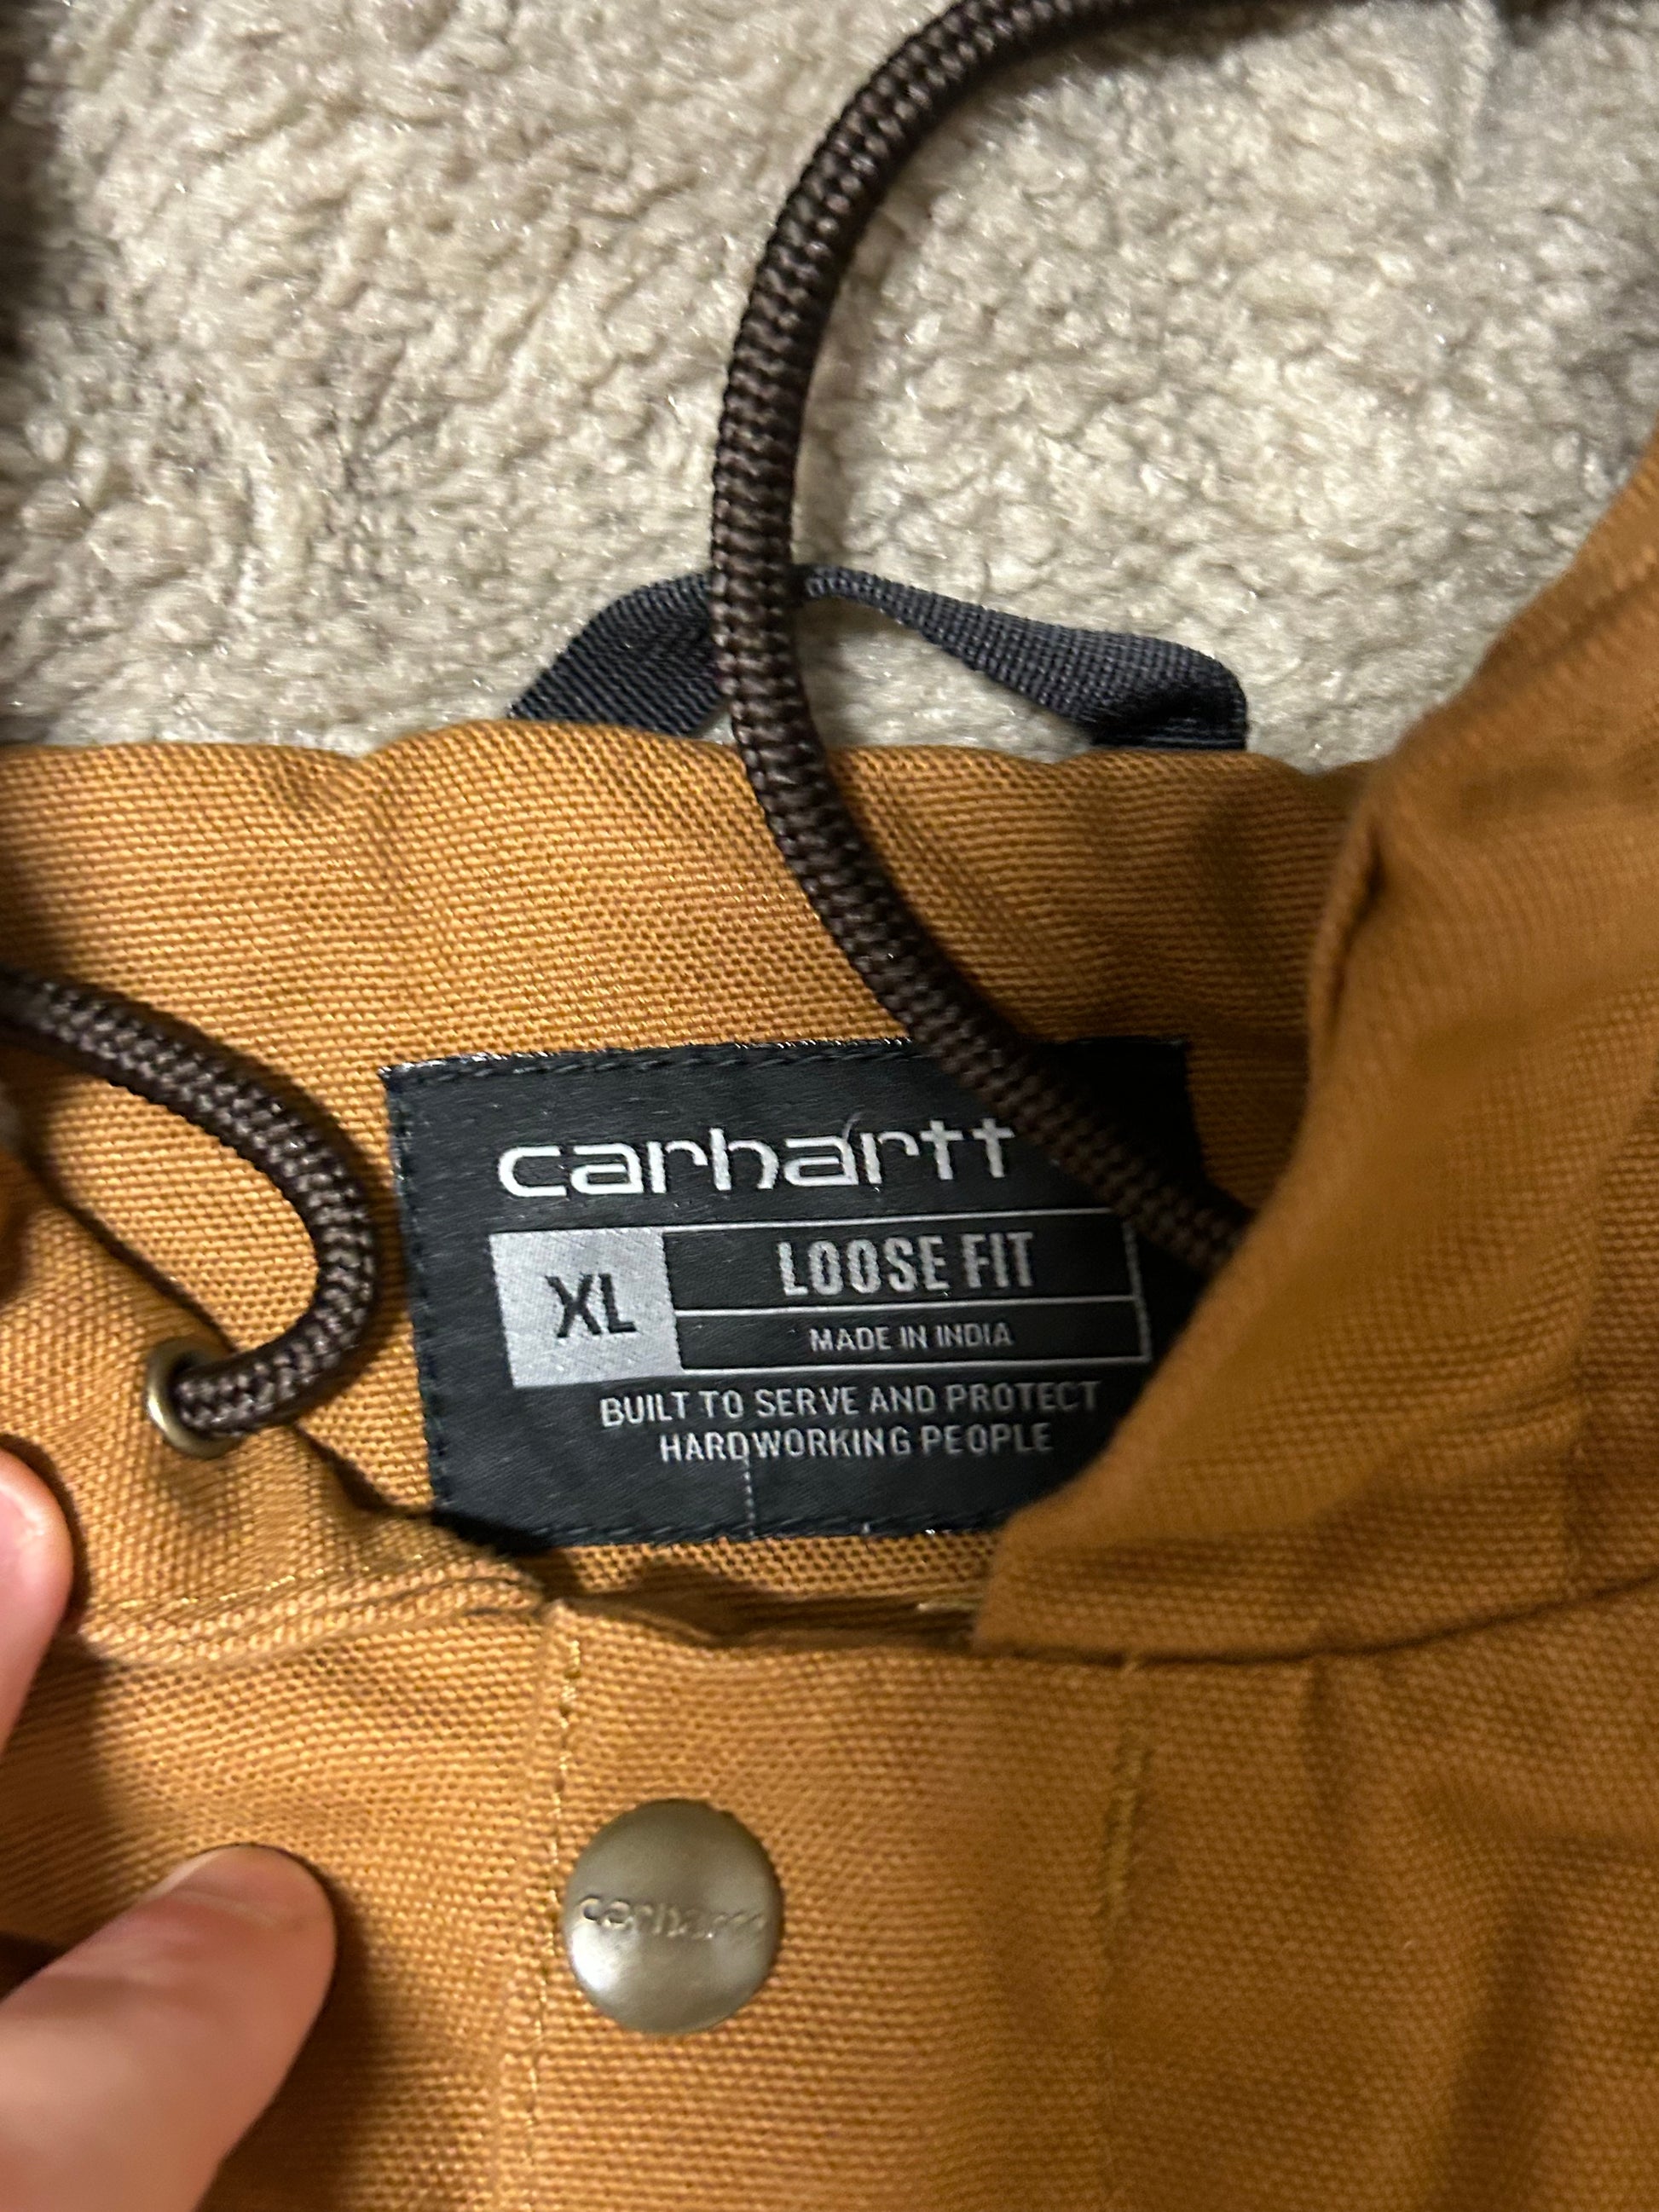 carhartt
XL
LOOSE FIT
MADE IN INDIA
BUILT TO SERVE AND PROTECT
HARDWORKING PEOPLE
carhartt